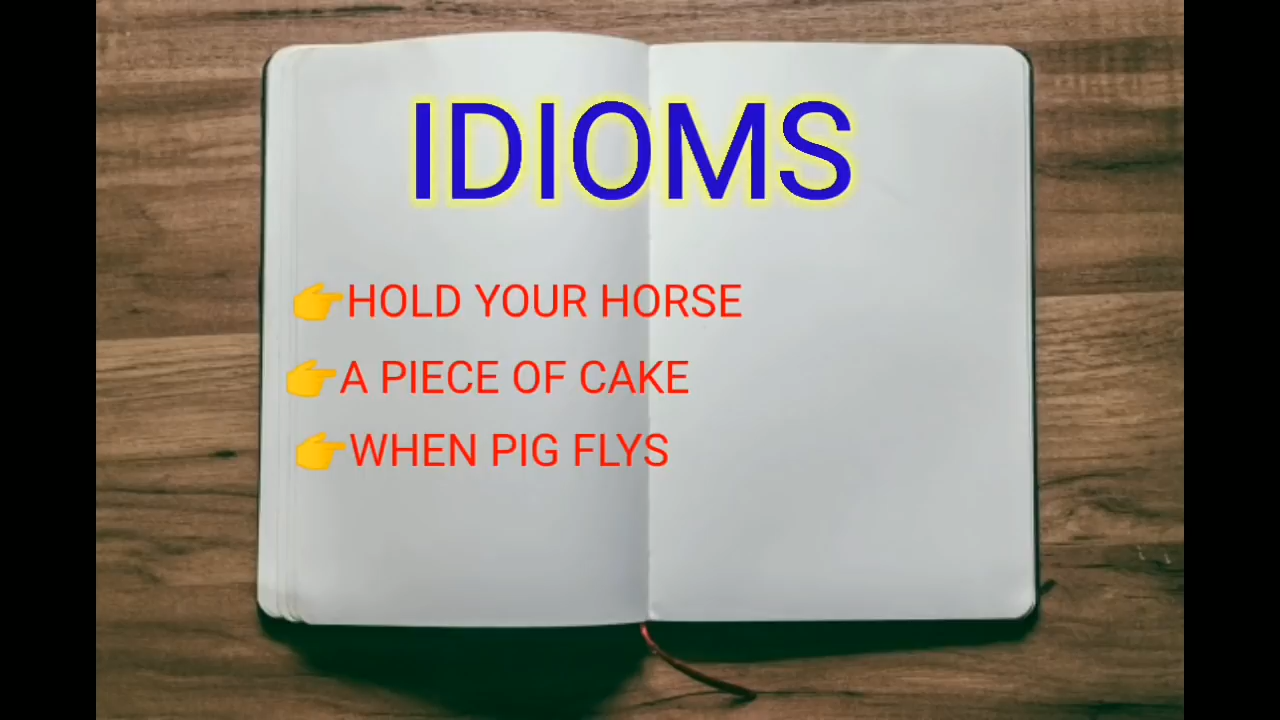 IDIOMS
👉HOLD YOUR HORSE
👉A PIECE OF CAKE
👉WHEN PIG FLYS